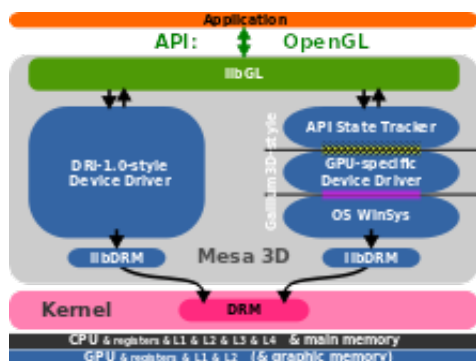 Application
API: OpenGL
libGL
API State Tracker
DRI-1.0-style
Device Driver
Gallium3D-style
GPU-specific
Device Driver
OS WinSys
libDRM
Mesa 3D
libDRM
Kernel
DRM
CPU & registers & L1 & L2 & L3 & L4 & main memory
GPU & registers & L1 & L2 (& graphic memory)